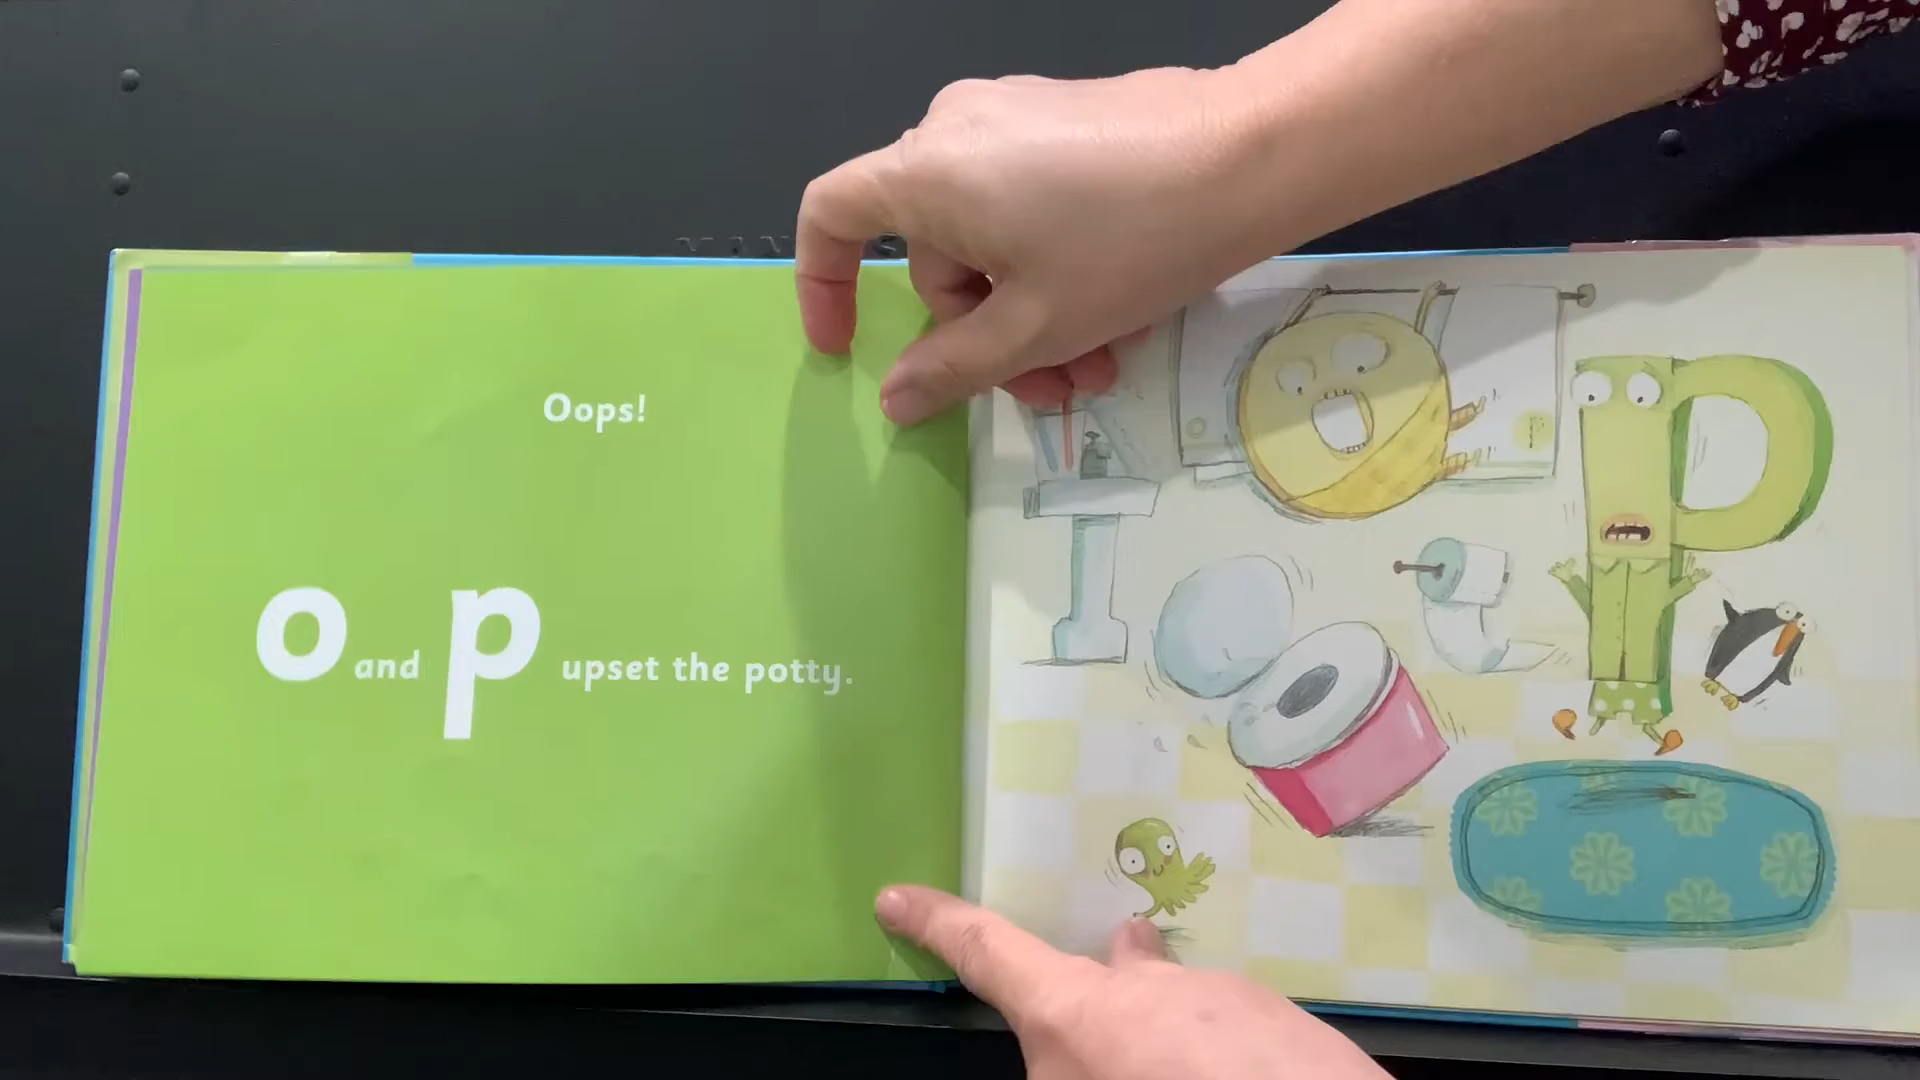 Oops!
o and p upset the potty.
p